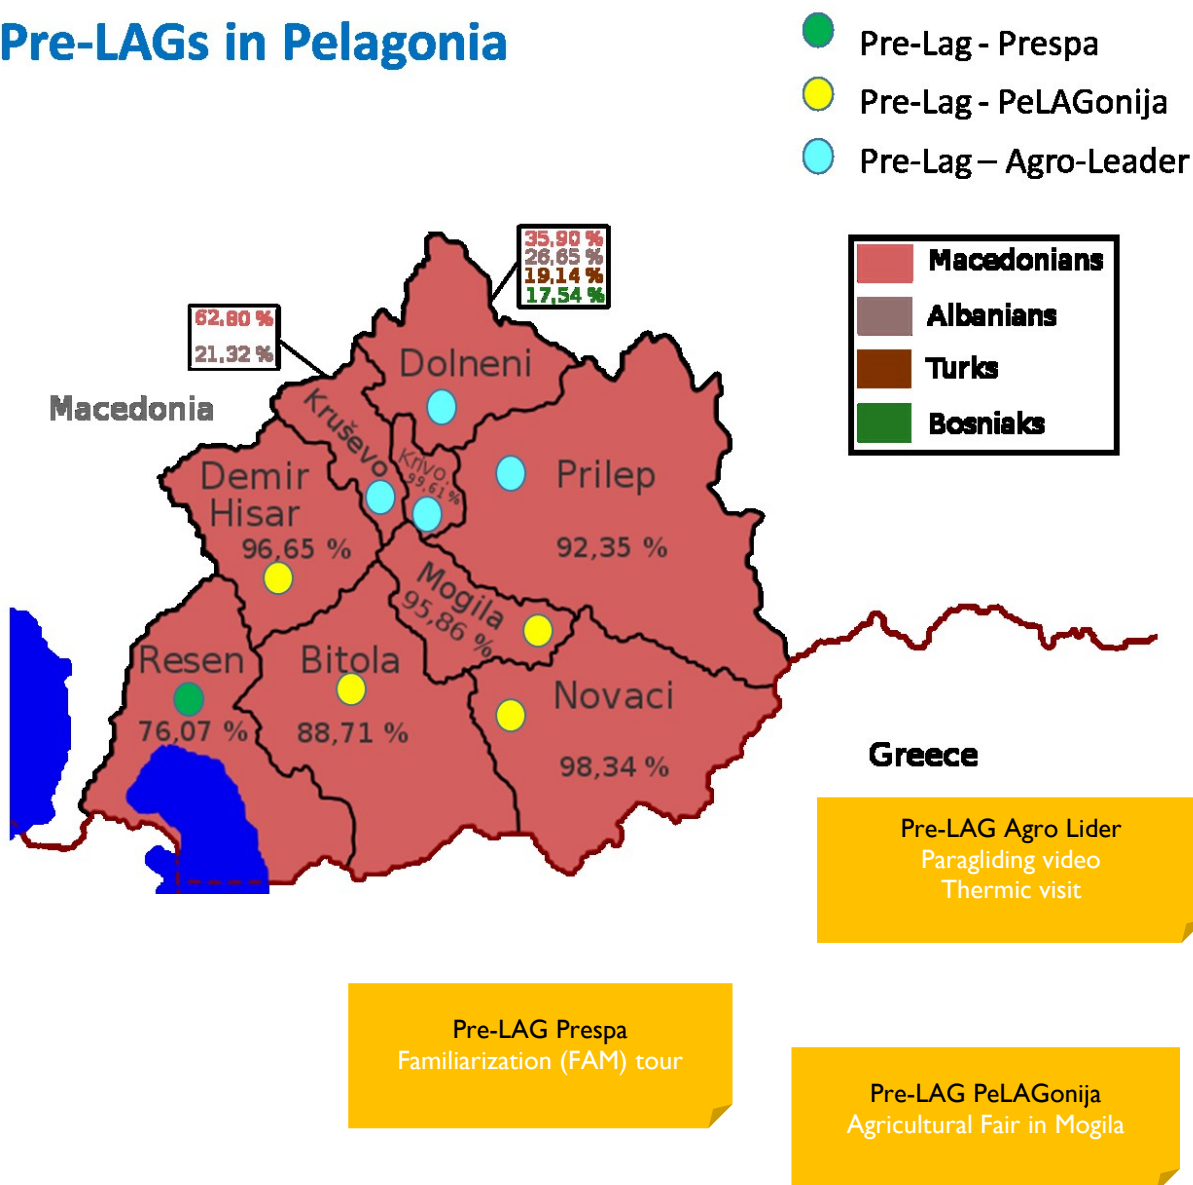 Pre-LAGs in Pelagonia
Pre-Lag - Prespa
Pre-Lag - PeLAGonija
Pre-Lag – Agro-Leader
35,90 %
26,65 %
19,14 %
17,54 %
Macedonians
Albanians
Turks
Bosniaks
62,80 %
21,32 %
Macedonia
Dolneni
Kruševo
Krivo.
99,61 %
Prilep
92,35 %
Demir
Hisar
96,65 %
Mogila
95,86 %
Resen
76,07 %
Bitola
88,71 %
Novaci
98,34 %
Greece
Pre-LAG Agro Lider
Paragliding video
Thermic visit
Pre-LAG Prespa
Familiarization (FAM) tour
Pre-LAG PeLAGonija
Agricultural Fair in Mogila